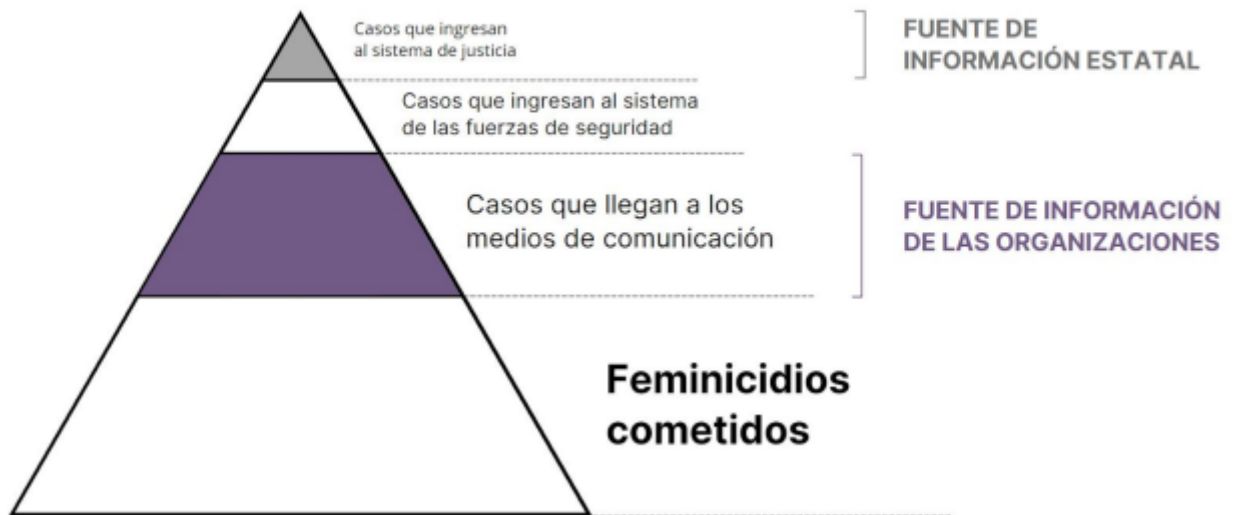 Casos que ingresan
al sistema de justicia
FUENTE DE
INFORMACIÓN ESTATAL
Casos que ingresan al sistema
de las fuerzas de seguridad
Casos que llegan a los
medios de comunicación
FUENTE DE INFORMACIÓN
DE LAS ORGANIZACIONES
Feminicidios
cometidos